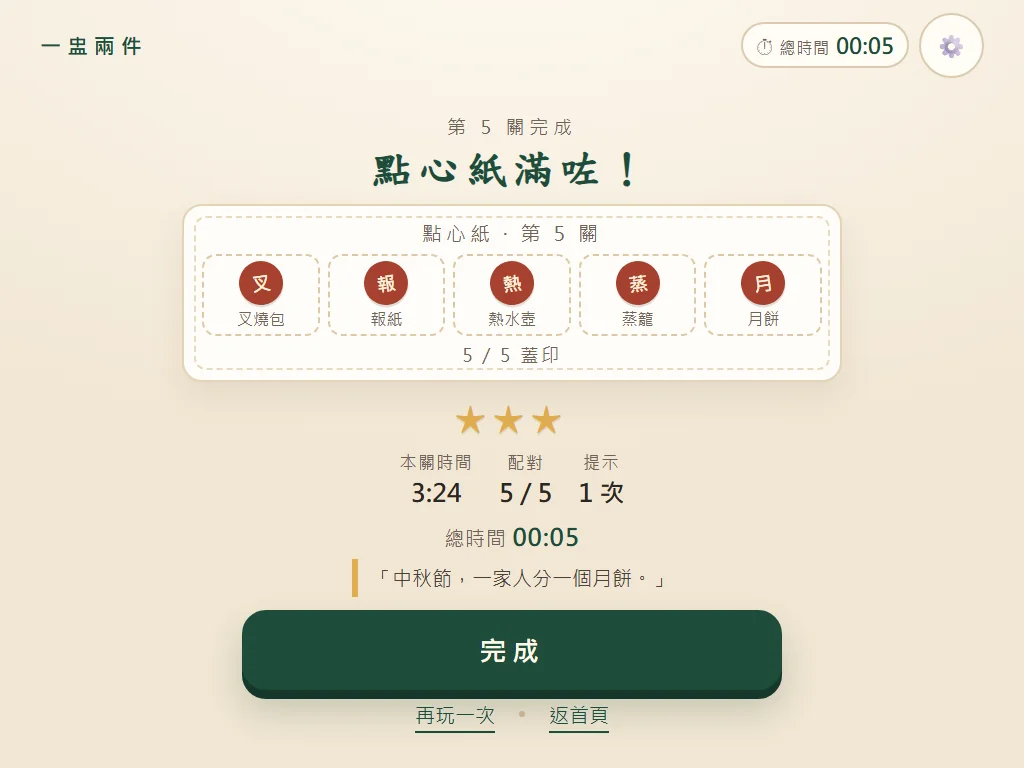 一盅兩件
⏱ 總時間 00:05
第 5 關完成
點心紙滿咗！
點心紙 · 第 5 關
叉 報 熱 蒸 月
叉燒包 報紙 熱水壺 蒸籠 月餅
5 / 5 蓋印
★★★
本關時間 配對 提示
3:24 5 / 5 1 次
總時間 00:05
「中秋節，一家人分一個月餅。」
完成
再玩一次 • 返首頁